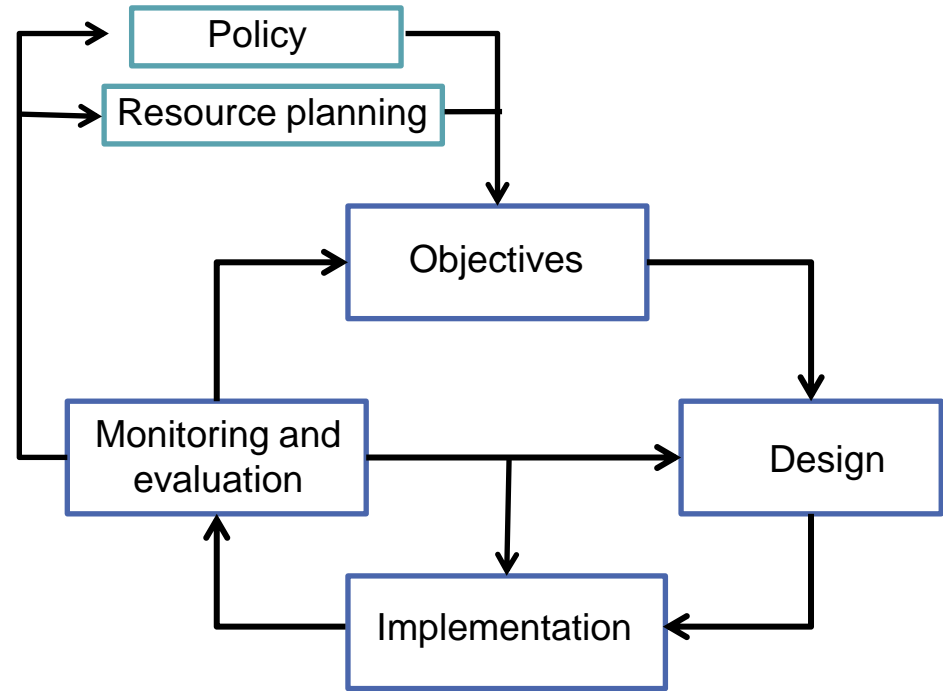 Policy
Resource planning
Objectives
Monitoring and
evaluation
Design
Implementation